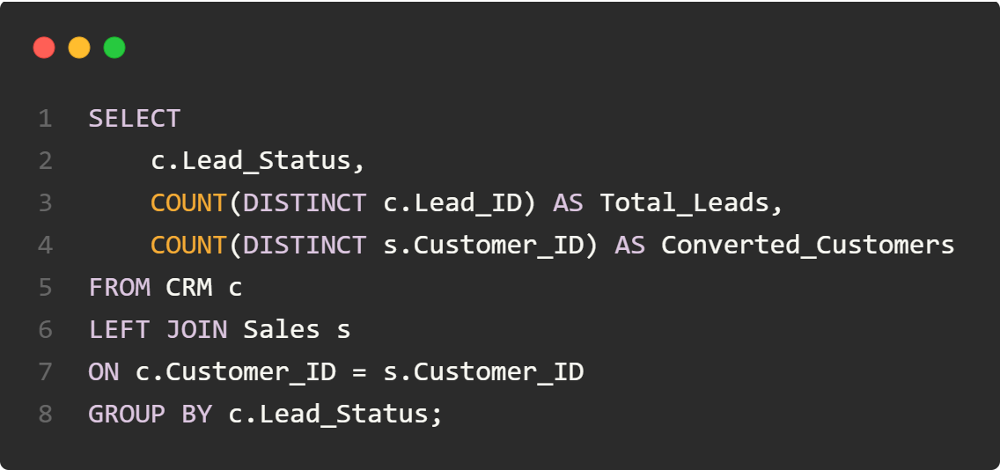 1 SELECT
2     c.Lead_Status,
3     COUNT(DISTINCT c.Lead_ID) AS Total_Leads,
4     COUNT(DISTINCT s.Customer_ID) AS Converted_Customers
5 FROM CRM c
6 LEFT JOIN Sales s
7 ON c.Customer_ID = s.Customer_ID
8 GROUP BY c.Lead_Status;